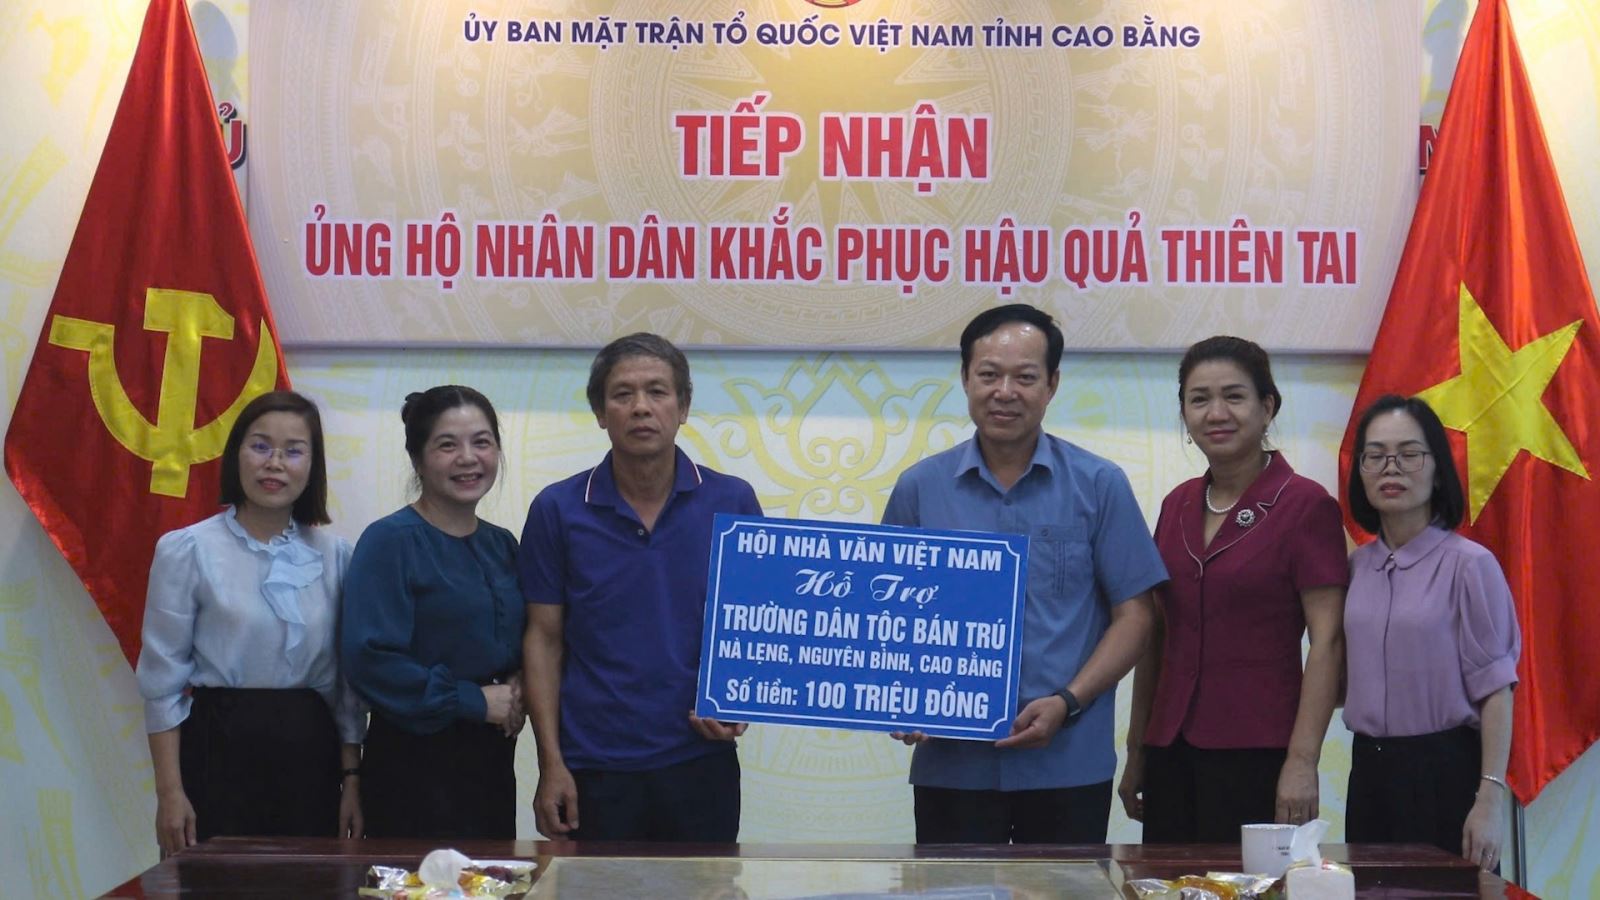 ỦY BAN MẶT TRẬN TỔ QUỐC VIỆT NAM TỈNH CAO BẰNG
TIẾP NHẬN
ỦNG HỘ NHÂN DÂN KHẮC PHỤC HẬU QUẢ THIÊN TAI
HỘI NHÀ VĂN VIỆT NAM
Hỗ Trợ
TRƯỜNG DÂN TỘC BÁN TRÚ
NÀ LẸNG, NGUYÊN BÌNH, CAO BẰNG
Số tiền: 100 TRIỆU ĐỒNG